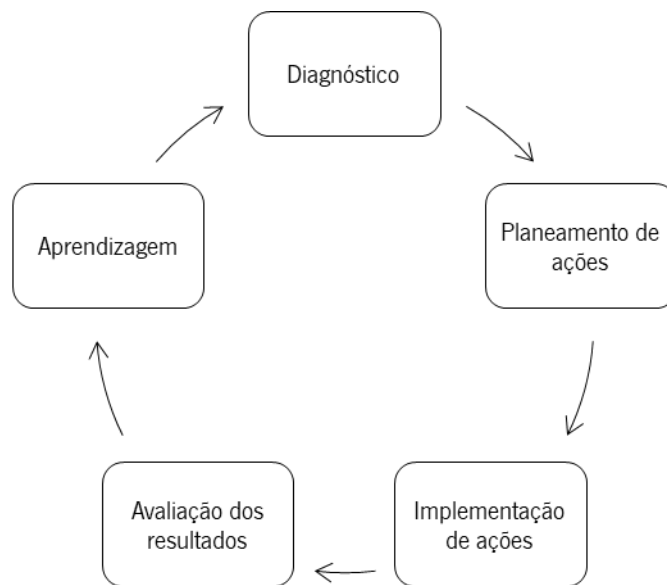 Diagnóstico
Planeamento de
ações
Implementação
de ações
Avaliação dos
resultados
Aprendizagem